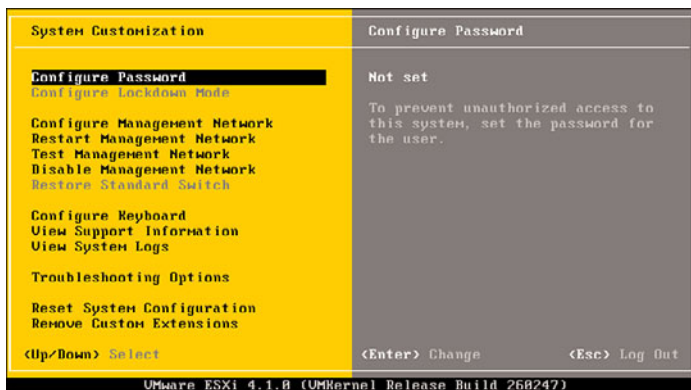 System Customization
Configure Password
Configure Password
Configure Lockdown Mode
Configure Management Network
Restart Management Network
Test Management Network
Disable Management Network
Restore Standard Switch
Configure Keyboard
View Support Information
View System Logs
Troubleshooting Options
Reset System Configuration
Remove Custom Extensions
Not set
To prevent unauthorized access to
this system, set the password for
the user.
<Up/Down> Select
<Enter> Change
<Esc> Log Out
VMware ESXi 4.1.0 (VMKernel Release Build 260247)